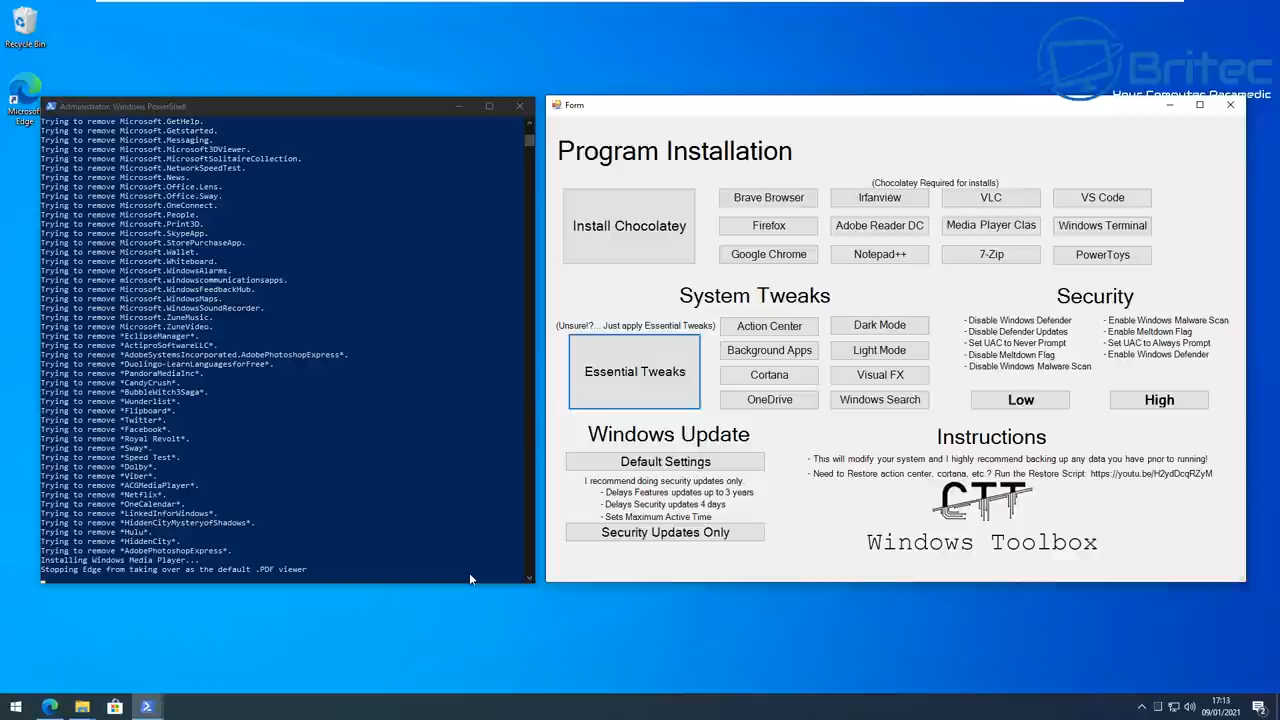 Recycle Bin
Microsoft
Edge
Britec
Your Computer Paramedic
Administrator: Windows PowerShell
Trying to remove Microsoft.GetHelp.
Trying to remove Microsoft.Getstarted.
Trying to remove Microsoft.Messaging.
Trying to remove Microsoft.Microsoft3DViewer.
Trying to remove Microsoft.MicrosoftSolitaireCollection.
Trying to remove Microsoft.NetworkSpeedTest.
Trying to remove Microsoft.News.
Trying to remove Microsoft.Office.Lens.
Trying to remove Microsoft.Office.Sway.
Trying to remove Microsoft.OneConnect.
Trying to remove Microsoft.People.
Trying to remove Microsoft.Print3D.
Trying to remove Microsoft.SkypeApp.
Trying to remove Microsoft.StorePurchaseApp.
Trying to remove Microsoft.Wallet.
Trying to remove Microsoft.Whiteboard.
Trying to remove Microsoft.WindowsAlarms.
Trying to remove microsoft.windowscommunicationsapps.
Trying to remove Microsoft.WindowsFeedbackHub.
Trying to remove Microsoft.WindowsMaps.
Trying to remove Microsoft.WindowsSoundRecorder.
Trying to remove Microsoft.ZuneMusic.
Trying to remove Microsoft.ZuneVideo.
Trying to remove *EclipseManager*.
Trying to remove *ActiproSoftwareLLC*.
Trying to remove *AdobeSystemsIncorporated.AdobePhotoshopExpress*.
Trying to remove *Duolingo-LearnLanguagesforFree*.
Trying to remove *PandoraMediaInc*.
Trying to remove *CandyCrush*.
Trying to remove *BubbleWitch3Saga*.
Trying to remove *Wunderlist*.
Trying to remove *Flipboard*.
Trying to remove *Twitter*.
Trying to remove *Facebook*.
Trying to remove *Royal Revolt*.
Trying to remove *Sway*.
Trying to remove *Speed Test*.
Trying to remove *Dolby*.
Trying to remove *Viber*.
Trying to remove *ACGMediaPlayer*.
Trying to remove *Netflix*.
Trying to remove *OneCalendar*.
Trying to remove *LinkedInforWindows*.
Trying to remove *HiddenCityMysteryofShadows*.
Trying to remove *Hulu*.
Trying to remove *HiddenCity*.
Trying to remove *AdobePhotoshopExpress*.
Installing Windows Media Player...
Stopping Edge from taking over as the default .PDF viewer
Form
Program Installation
(Chocolatey Required for installs)
Install Chocolatey
Brave Browser
Irfanview
VLC
VS Code
Firefox
Adobe Reader DC
Media Player Clas
Windows Terminal
Google Chrome
Notepad++
7-Zip
PowerToys
System Tweaks
(Unsure!?... Just apply Essential Tweaks)
Essential Tweaks
Action Center
Dark Mode
Background Apps
Light Mode
Cortana
Visual FX
OneDrive
Windows Search
Security
- Disable Windows Defender
- Disable Defender Updates
- Set UAC to Never Prompt
- Disable Meltdown Flag
- Disable Windows Malware Scan
- Enable Windows Malware Scan
- Enable Meltdown Flag
- Set UAC to Always Prompt
- Enable Windows Defender
Low
High
Windows Update
Default Settings
I recommend doing security updates only.
- Delays Features updates up to 3 years
- Delays Security updates 4 days
- Sets Maximum Active Time
Security Updates Only
Instructions
- This will modify your system and I highly recommend backing up any data you have prior to running!
- Need to Restore action center, cortana, etc.? Run the Restore Script: https://youtu.be/H2ydDcqRZyM
CTT
Windows Toolbox
17:13
09/01/2021
2